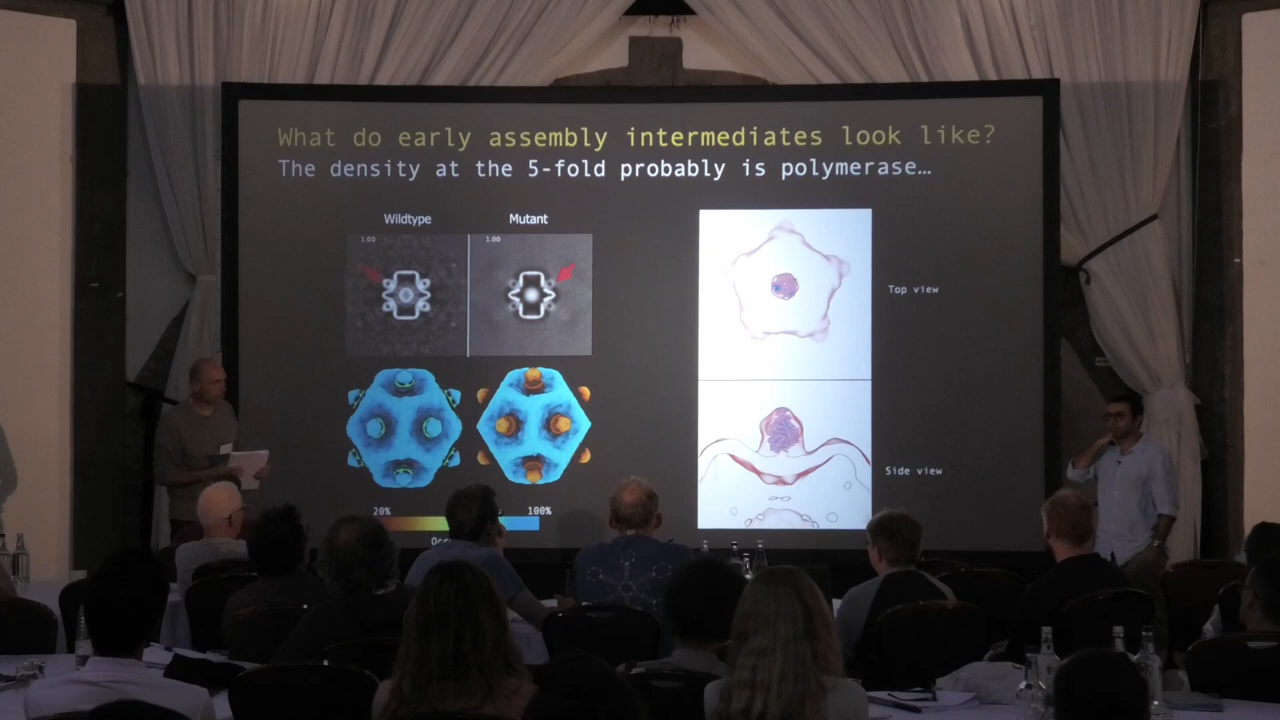 What do early assembly intermediates look like?
The density at the 5-fold probably is polymerase…
Wildtype
Mutant
1.00
1.00
Top view
Side view
20%
100%